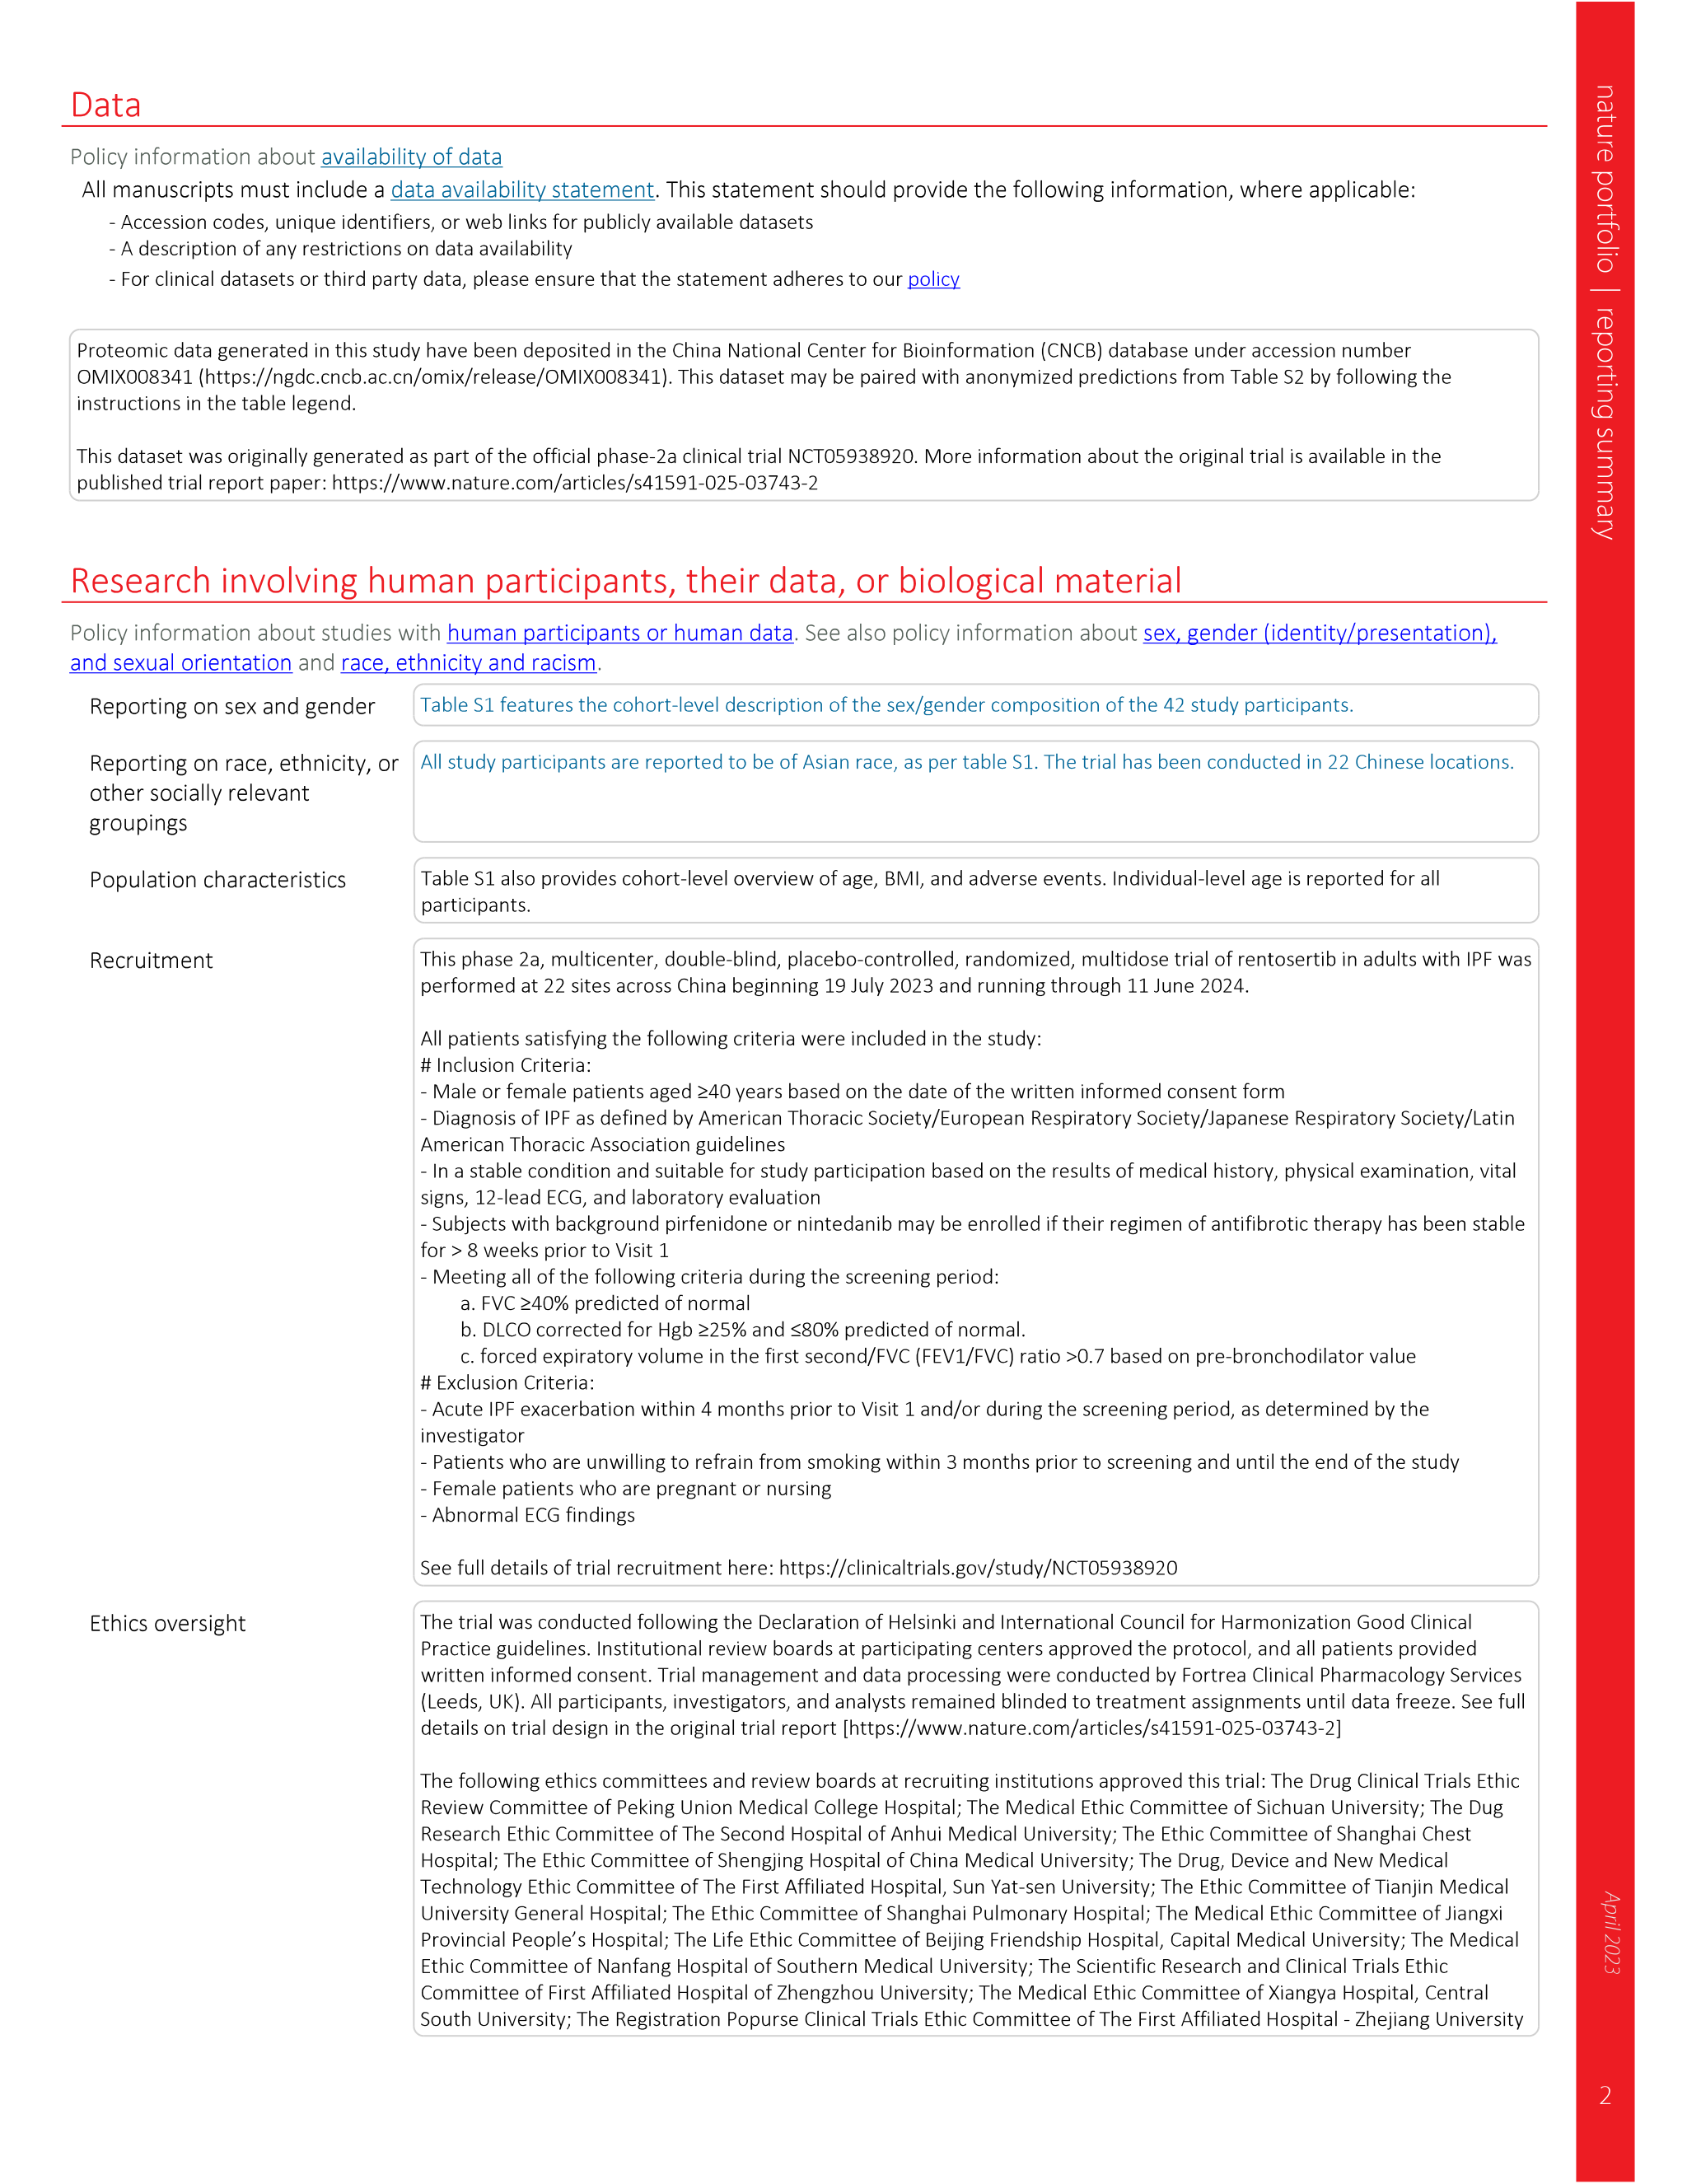 Data
Policy information about availability of data
All manuscripts must include a data availability statement. This statement should provide the following information, where applicable:
- Accession codes, unique identifiers, or web links for publicly available datasets
- A description of any restrictions on data availability
- For clinical datasets or third party data, please ensure that the statement adheres to our policy
Proteomic data generated in this study have been deposited in the China National Center for Bioinformation (CNCB) database under accession number
OMIX008341 (https://ngdc.cncb.ac.cn/omix/release/OMIX008341). This dataset may be paired with anonymized predictions from Table S2 by following the
instructions in the table legend.
This dataset was originally generated as part of the official phase-2a clinical trial NCT05938920. More information about the original trial is available in the
published trial report paper: https://www.nature.com/articles/s41591-025-03743-2
Research involving human participants, their data, or biological material
Policy information about studies with human participants or human data. See also policy information about sex, gender (identity/presentation),
and sexual orientation and race, ethnicity and racism.
Reporting on sex and gender
Table S1 features the cohort-level description of the sex/gender composition of the 42 study participants.
Reporting on race, ethnicity, or
other socially relevant
groupings
All study participants are reported to be of Asian race, as per table S1. The trial has been conducted in 22 Chinese locations.
Population characteristics
Table S1 also provides cohort-level overview of age, BMI, and adverse events. Individual-level age is reported for all
participants.
Recruitment
This phase 2a, multicenter, double-blind, placebo-controlled, randomized, multidose trial of rentosertib in adults with IPF was
performed at 22 sites across China beginning 19 July 2023 and running through 11 June 2024.
All patients satisfying the following criteria were included in the study:
# Inclusion Criteria:
- Male or female patients aged ≥40 years based on the date of the written informed consent form
- Diagnosis of IPF as defined by American Thoracic Society/European Respiratory Society/Japanese Respiratory Society/Latin
American Thoracic Association guidelines
- In a stable condition and suitable for study participation based on the results of medical history, physical examination, vital
signs, 12-lead ECG, and laboratory evaluation
- Subjects with background pirfenidone or nintedanib may be enrolled if their regimen of antifibrotic therapy has been stable
for > 8 weeks prior to Visit 1
- Meeting all of the following criteria during the screening period:
a. FVC ≥40% predicted of normal
b. DLCO corrected for Hgb ≥25% and ≤80% predicted of normal.
c. forced expiratory volume in the first second/FVC (FEV1/FVC) ratio >0.7 based on pre-bronchodilator value
# Exclusion Criteria:
- Acute IPF exacerbation within 4 months prior to Visit 1 and/or during the screening period, as determined by the
investigator
- Patients who are unwilling to refrain from smoking within 3 months prior to screening and until the end of the study
- Female patients who are pregnant or nursing
- Abnormal ECG findings
See full details of trial recruitment here: https://clinicaltrials.gov/study/NCT05938920
Ethics oversight
The trial was conducted following the Declaration of Helsinki and International Council for Harmonization Good Clinical
Practice guidelines. Institutional review boards at participating centers approved the protocol, and all patients provided
written informed consent. Trial management and data processing were conducted by Fortrea Clinical Pharmacology Services
(Leeds, UK). All participants, investigators, and analysts remained blinded to treatment assignments until data freeze. See full
details on trial design in the original trial report [https://www.nature.com/articles/s41591-025-03743-2]
The following ethics committees and review boards at recruiting institutions approved this trial: The Drug Clinical Trials Ethic
Review Committee of Peking Union Medical College Hospital; The Medical Ethic Committee of Sichuan University; The Dug
Research Ethic Committee of The Second Hospital of Anhui Medical University; The Ethic Committee of Shanghai Chest
Hospital; The Ethic Committee of Shengjing Hospital of China Medical University; The Drug, Device and New Medical
Technology Ethic Committee of The First Affiliated Hospital, Sun Yat-sen University; The Ethic Committee of Tianjin Medical
University General Hospital; The Ethic Committee of Shanghai Pulmonary Hospital; The Medical Ethic Committee of Jiangxi
Provincial People’s Hospital; The Life Ethic Committee of Beijing Friendship Hospital, Capital Medical University; The Medical
Ethic Committee of Nanfang Hospital of Southern Medical University; The Scientific Research and Clinical Trials Ethic
Committee of First Affiliated Hospital of Zhengzhou University; The Medical Ethic Committee of Xiangya Hospital, Central
South University; The Registration Popurse Clinical Trials Ethic Committee of The First Affiliated Hospital - Zhejiang University
nature portfolio | reporting summary
April 2023
2